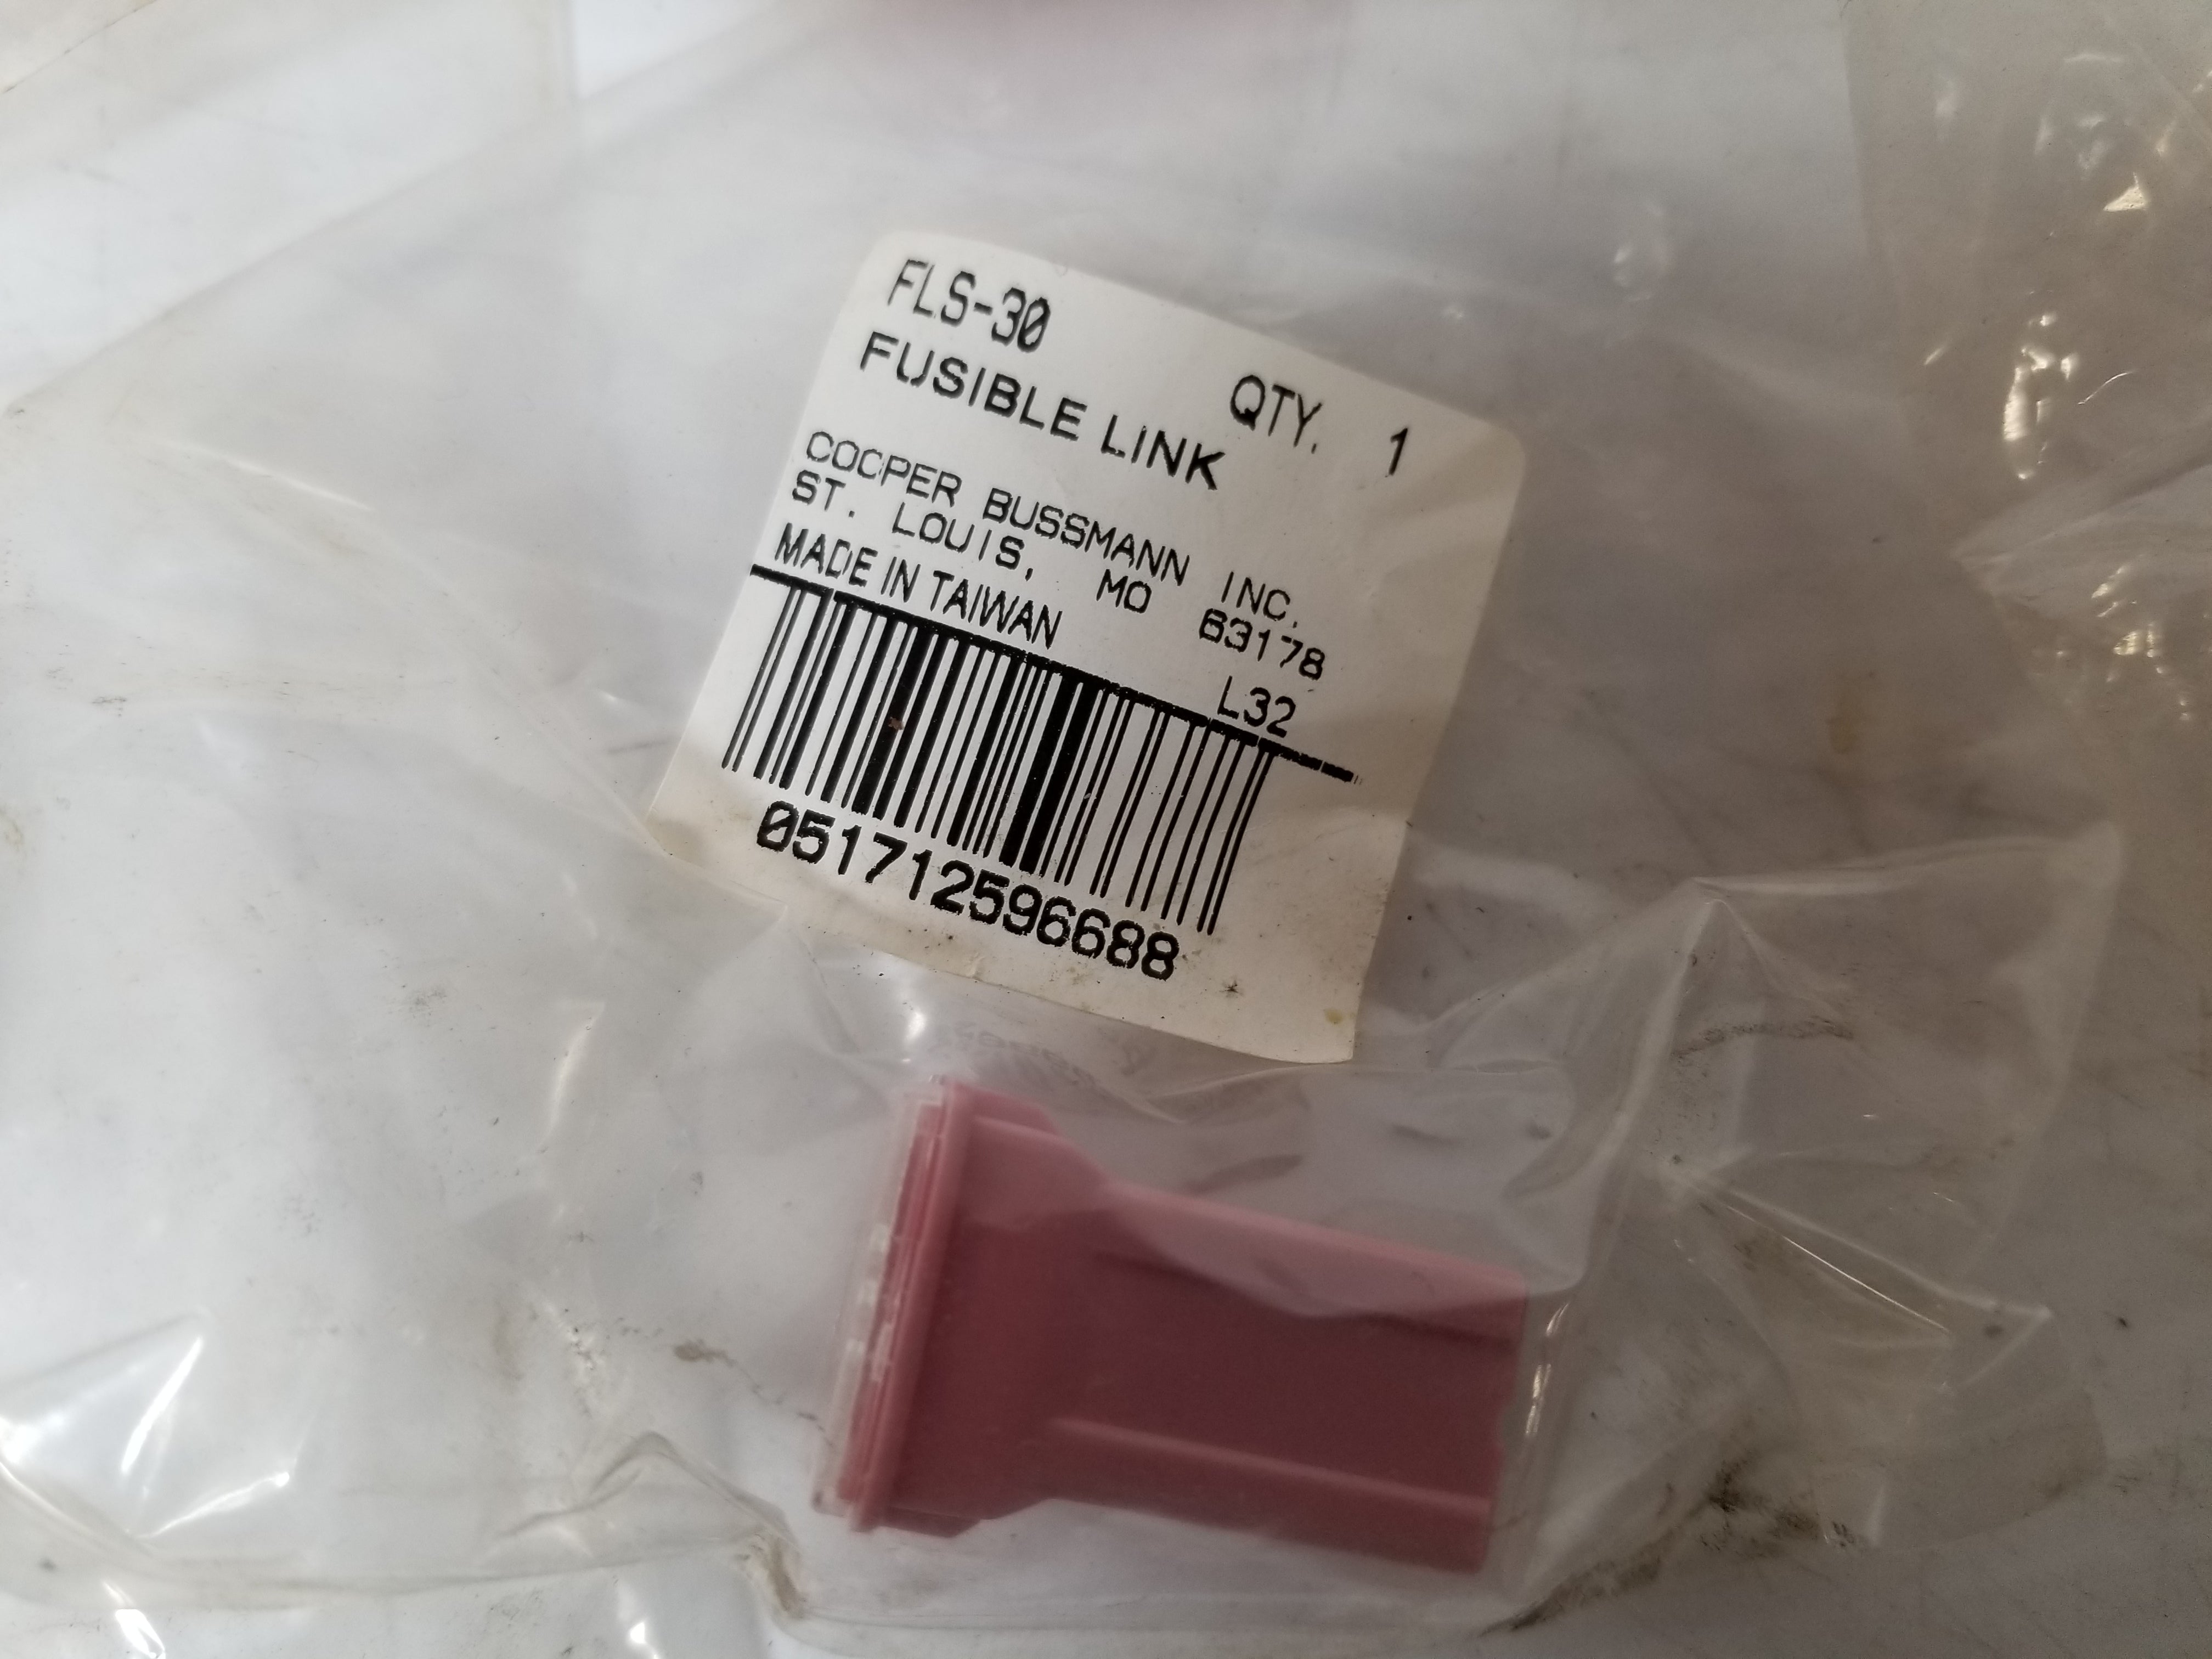 FLS-30
QTY. 1
FUSIBLE LINK
COOPER BUSSMANN INC.
ST. LOUIS, MO 63178
MADE IN TAIWAN
L32
051712596688